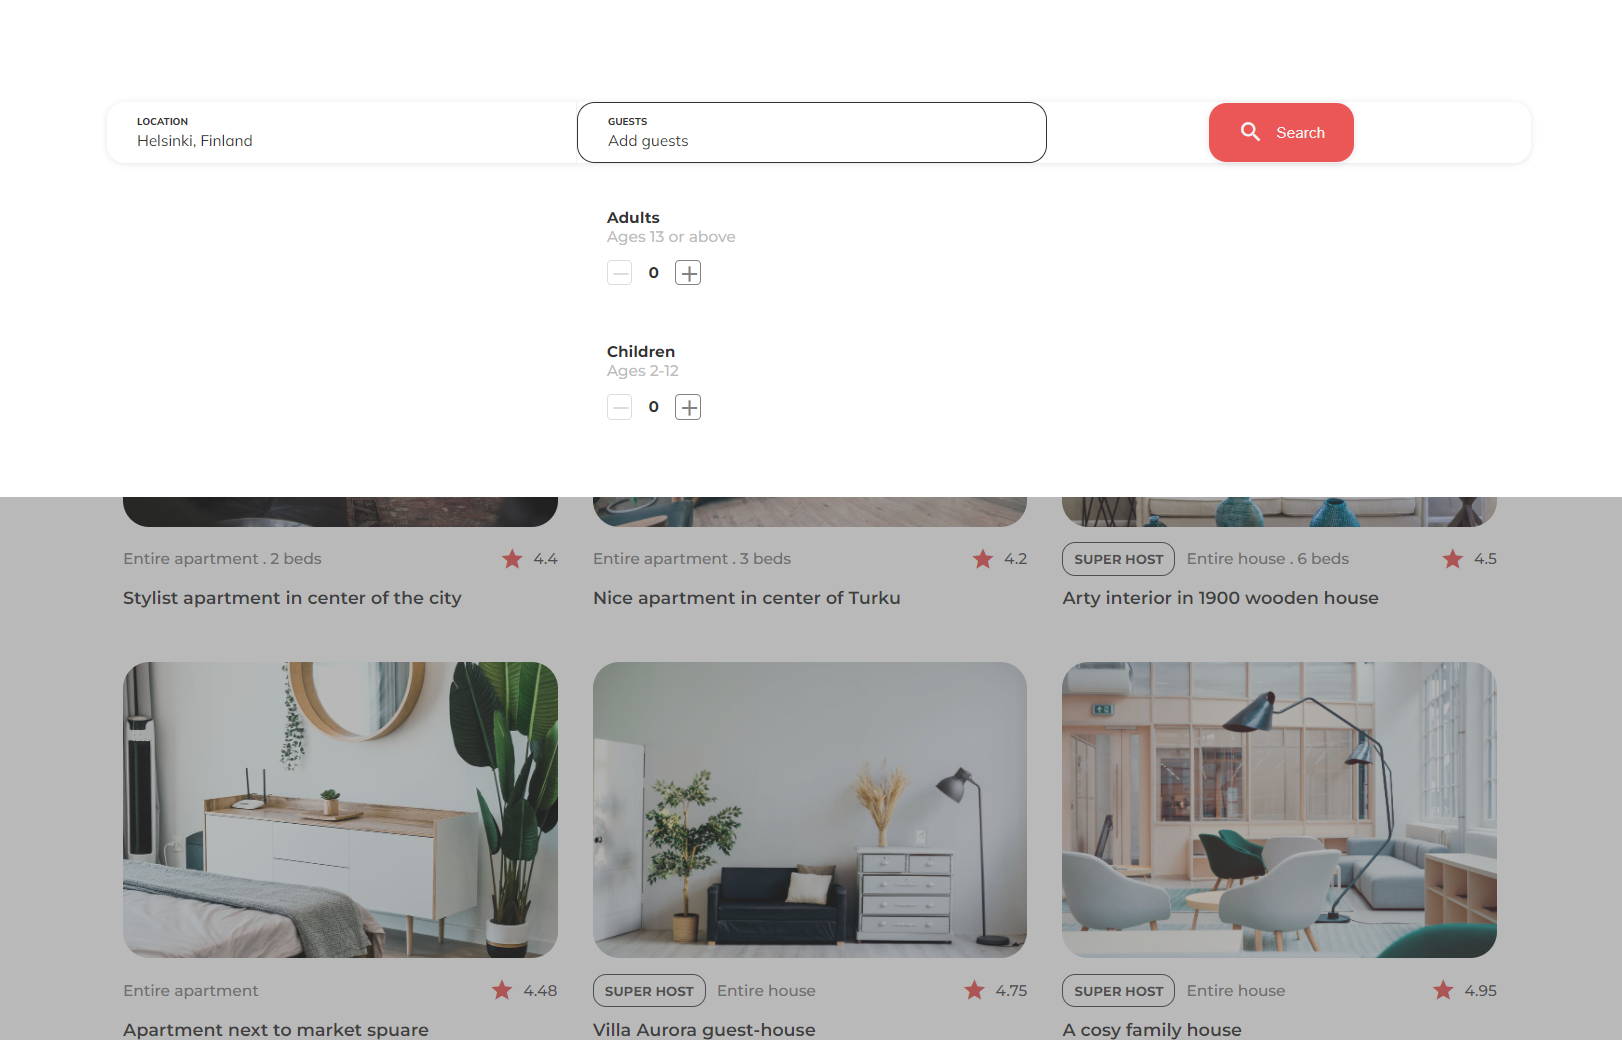 LOCATION
Helsinki, Finland
GUESTS
Add guests
Search
Adults
Ages 13 or above
0
Children
Ages 2-12
0
Entire apartment . 2 beds
4.4
Stylist apartment in center of the city
Entire apartment . 3 beds
4.2
Nice apartment in center of Turku
SUPER HOST
Entire house . 6 beds
4.5
Arty interior in 1900 wooden house
Entire apartment
4.48
Apartment next to market spuare
SUPER HOST
Entire house
4.75
Villa Aurora guest-house
SUPER HOST
Entire house
4.95
A cosy family house